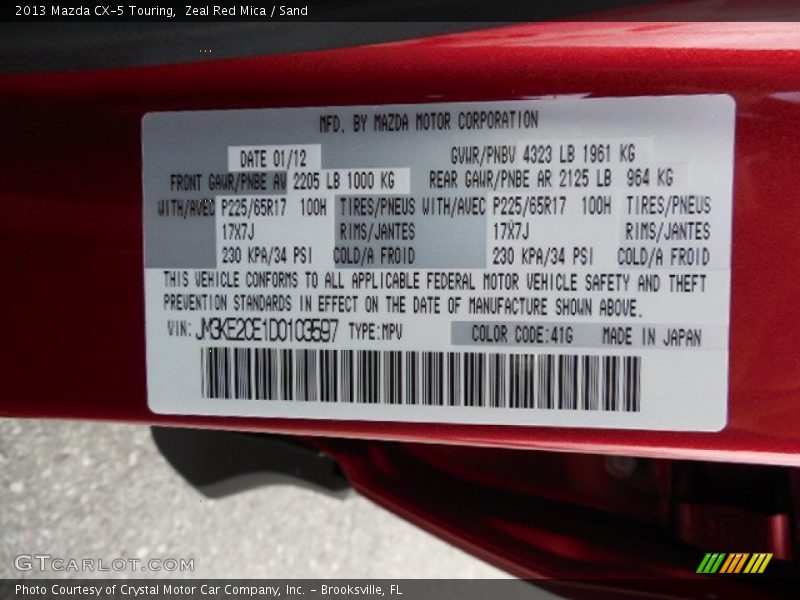 2013 Mazda CX-5 Touring,  Zeal Red Mica / Sand
MFD. BY MAZDA MOTOR CORPORATION
DATE 01/12 GVWR/PNBV 4323 LB 1961 KG
FRONT GAWR/PNBE AV 2205 LB 1000 KG REAR GAWR/PNBE AR 2125 LB 964 KG
WITH/AVEC P225/65R17 100H TIRES/PNEUS WITH/AVEC P225/65R17 100H TIRES/PNEUS
17X7J RIMS/JANTES 17X7J RIMS/JANTES
230 KPA/34 PSI COLD/A FROID 230 KPA/34 PSI COLD/A FROID
THIS VEHICLE CONFORMS TO ALL APPLICABLE FEDERAL MOTOR VEHICLE SAFETY AND THEFT
PREVENTION STANDARDS IN EFFECT ON THE DATE OF MANUFACTURE SHOWN ABOVE.
VIN: JM3KE2CE1D0103597 TYPE:MPV COLOR CODE:41G MADE IN JAPAN
GTCARLOT.COM
Photo Courtesy of Crystal Motor Car Company, Inc. - Brooksville, FL